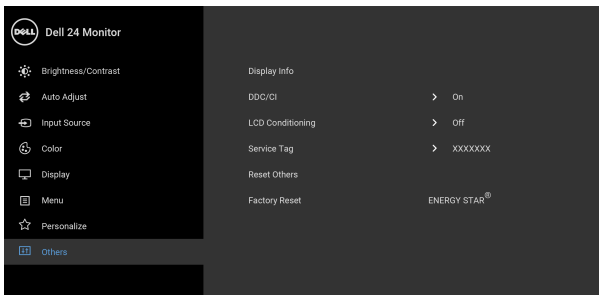 DELL Dell 24 Monitor
Brightness/Contrast
Auto Adjust
Input Source
Color
Display
Menu
Personalize
Others
Display Info
DDC/CI > On
LCD Conditioning > Off
Service Tag > XXXXXXX
Reset Others
Factory Reset ENERGY STAR®